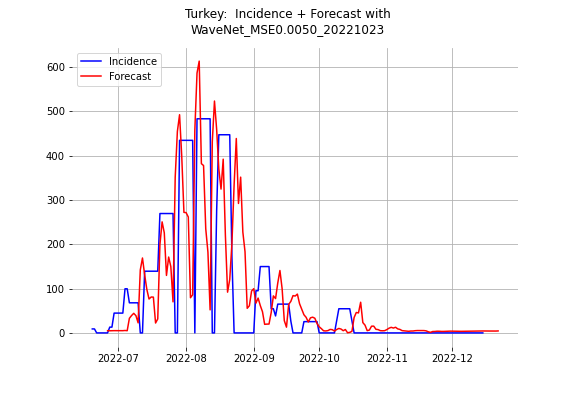 Turkey:  Incidence + Forecast with
WaveNet_MSE0.0050_20221023
Incidence
Forecast
600
500
400
300
200
100
0
2022-07 2022-08 2022-09 2022-10 2022-11 2022-12